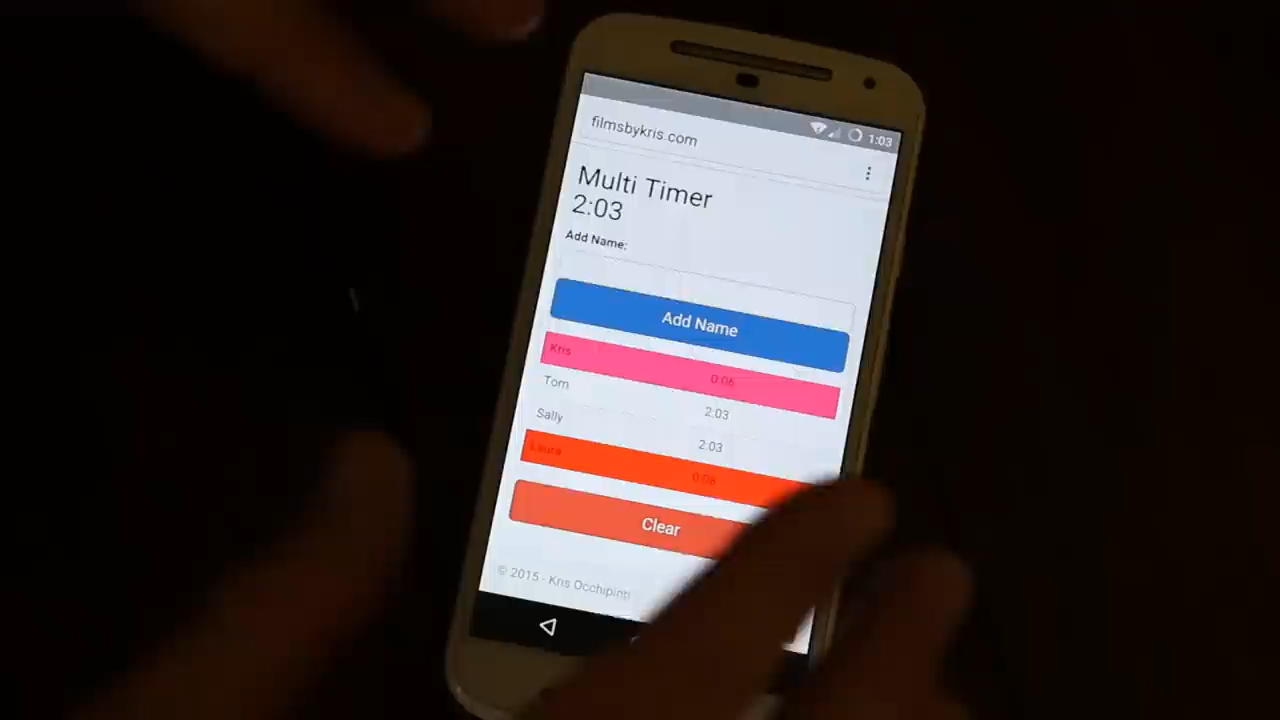 1:03
filmsbykris.com
Multi Timer
2:03
Add Name:
Add Name
Kris 0:06
Tom 2:03
Sally 2:03
Laura 0:06
Clear
© 2015 - Kris Occhipinti